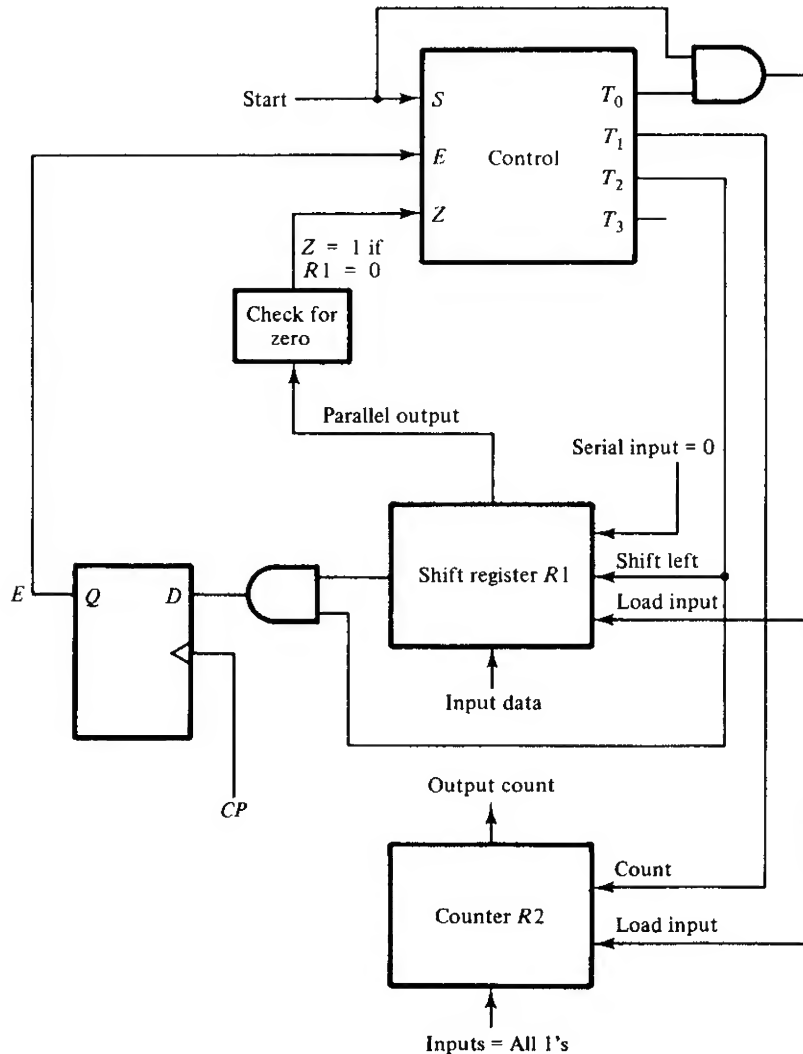 Start
S
T0
T1
E
Control
T2
Z
T3
Z = 1 if
R1 = 0
Check for
zero
Parallel output
Serial input = 0
Shift register R1
Shift left
Load input
E
Q
D
Input data
CP
Output count
Count
Counter R2
Load input
Inputs = All 1's